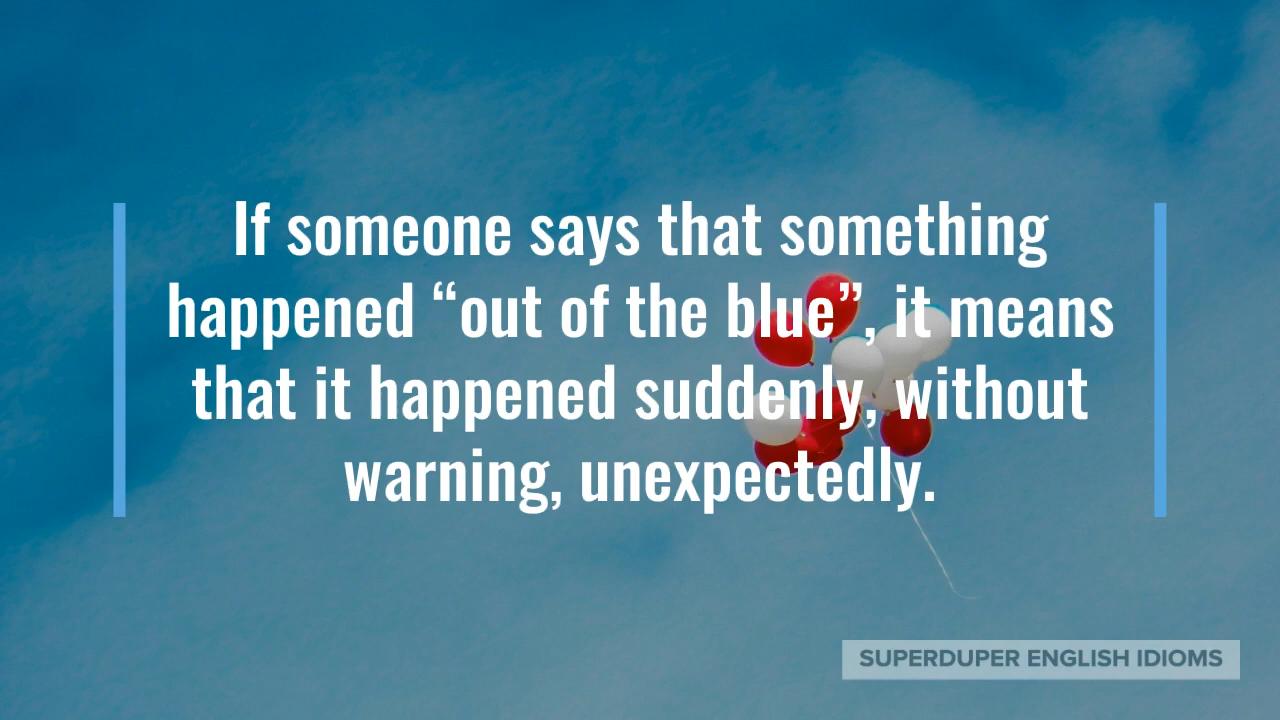 If someone says that something
happened “out of the blue”, it means
that it happened suddenly, without
warning, unexpectedly.
SUPERDUPER ENGLISH IDIOMS